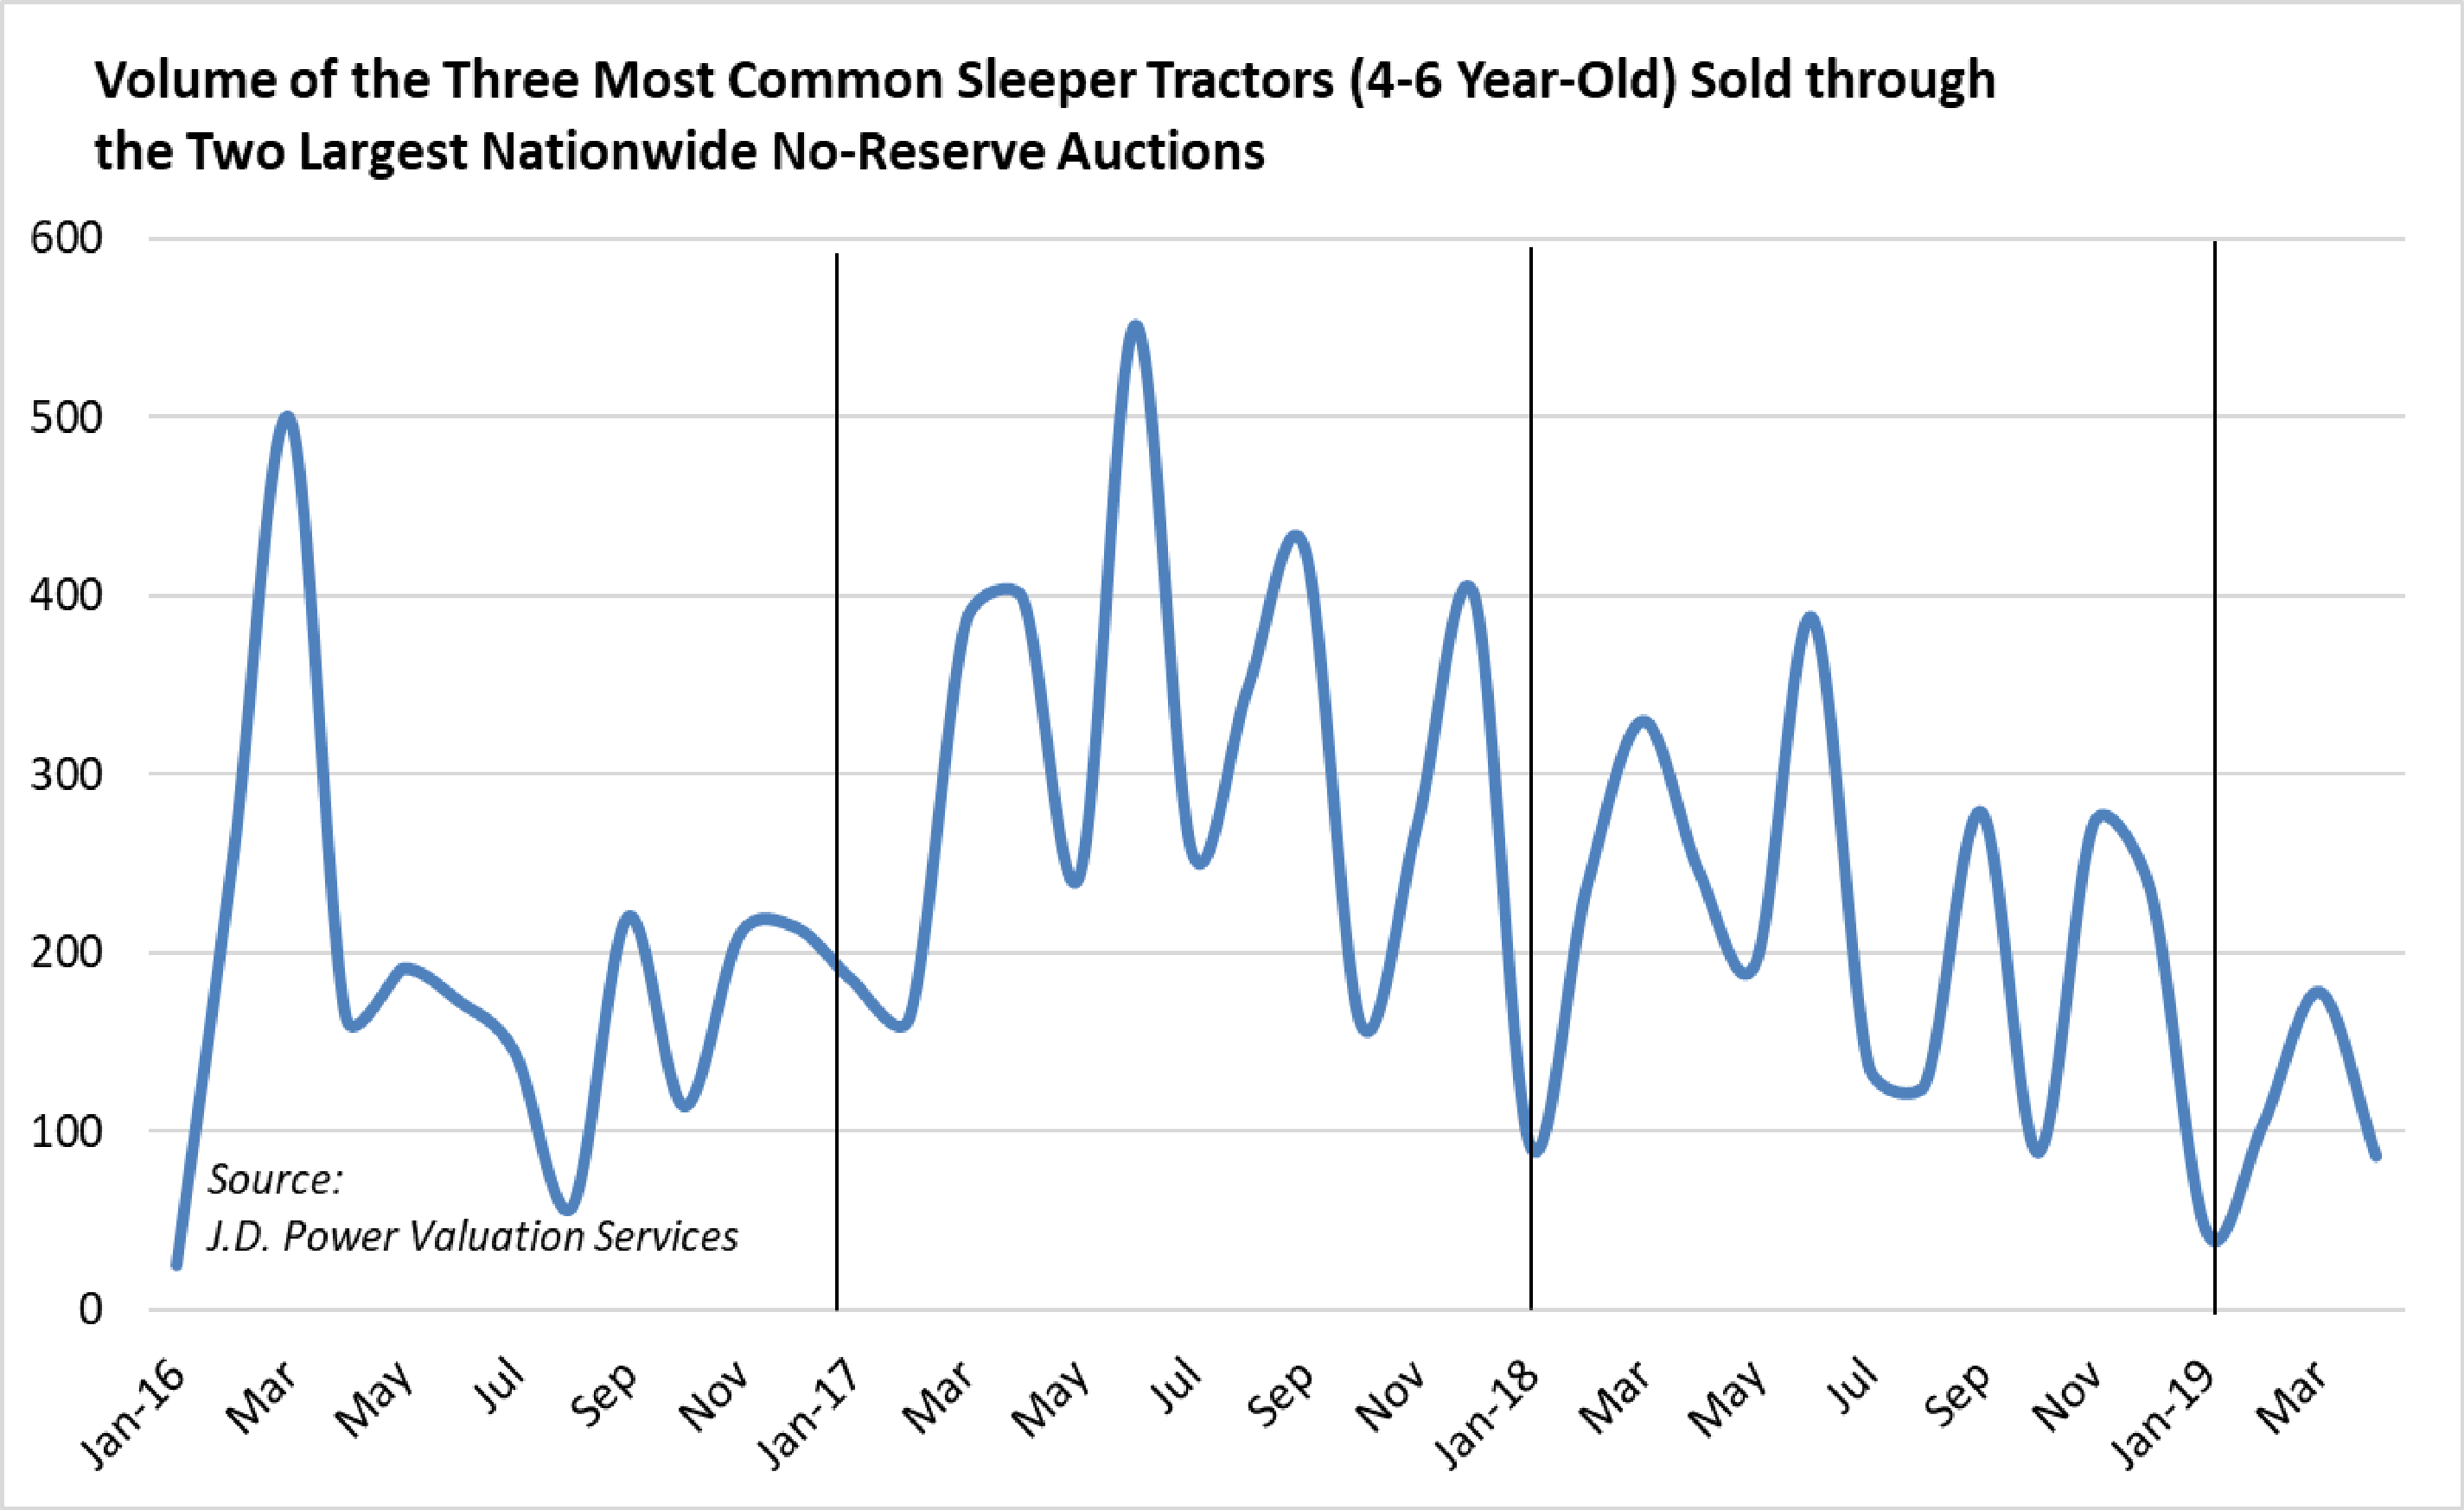 Volume of the Three Most Common Sleeper Tractors (4-6 Year-Old) Sold through
the Two Largest Nationwide No-Reserve Auctions
600
500
400
300
200
100
0
Source:
J.D. Power Valuation Services
Jan-16
Mar
May
Jul
Sep
Nov
Jan-17
Mar
May
Jul
Sep
Nov
Jan-18
Mar
May
Jul
Sep
Nov
Jan-19
Mar